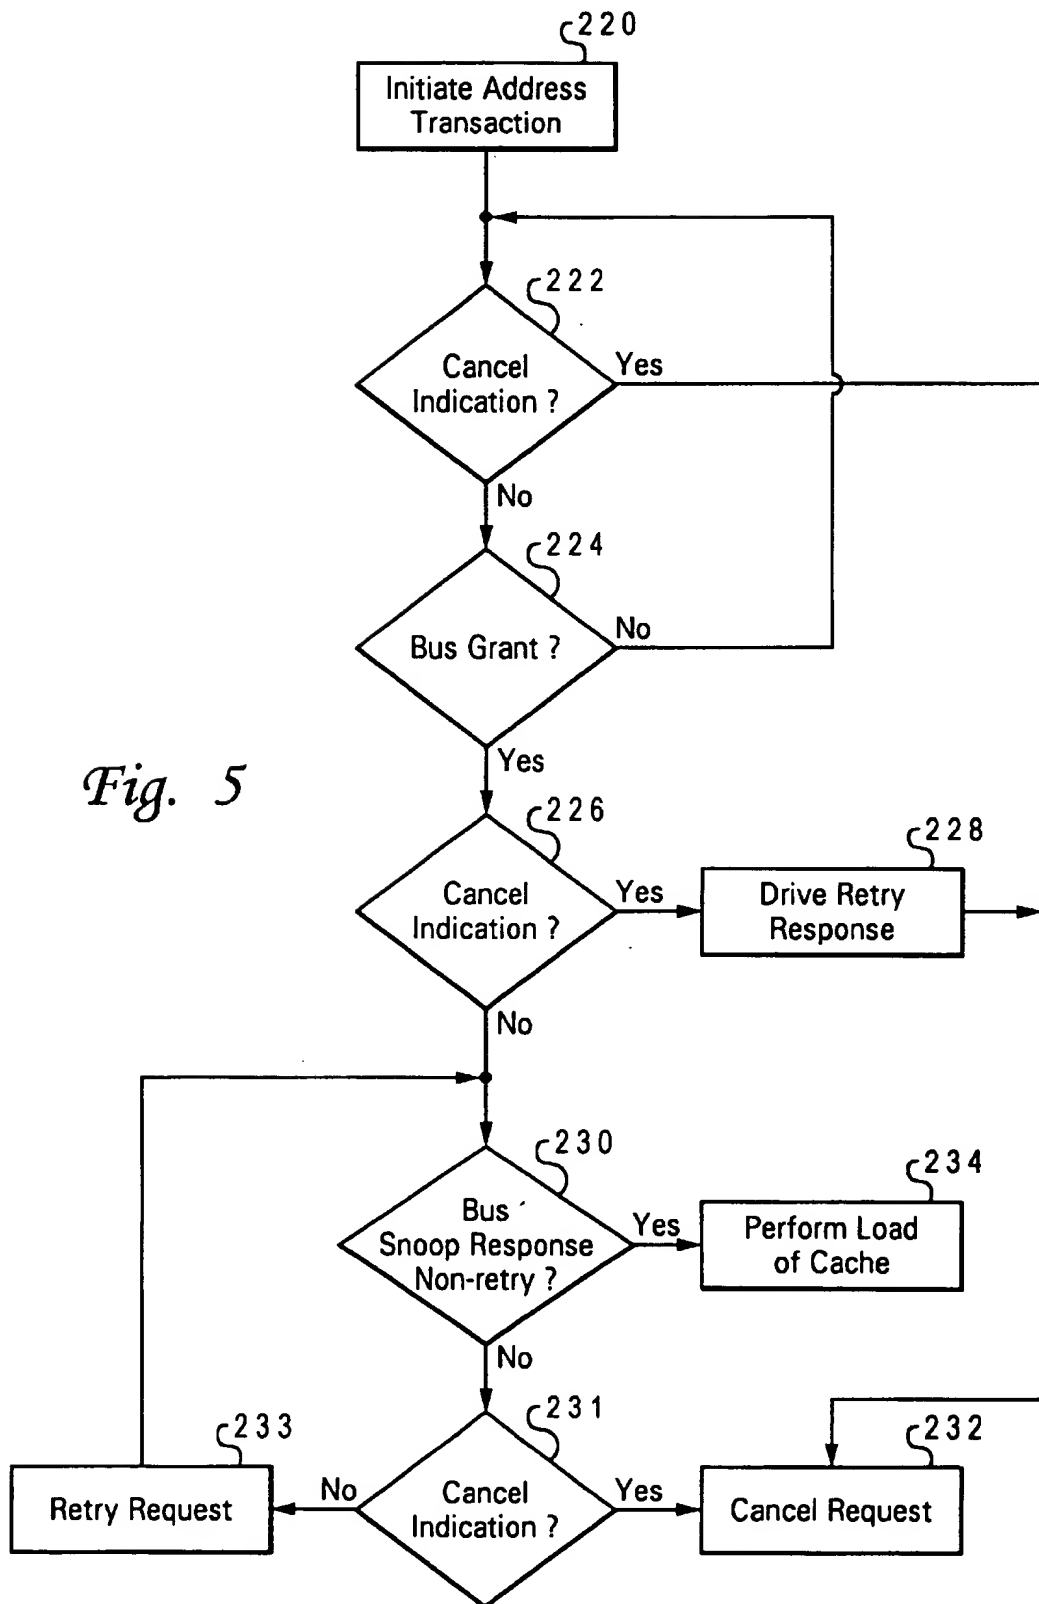 220
Initiate Address
Transaction
222
Cancel
Indication ?
Yes
No
224
Bus Grant ?
No
Yes
Fig. 5
226
Cancel
Indication ?
Yes
228
Drive Retry
Response
No
230
Bus
Snoop Response
Non-retry ?
Yes
234
Perform Load
of Cache
No
231
Cancel
Indication ?
No
Yes
233
Retry Request
232
Cancel Request